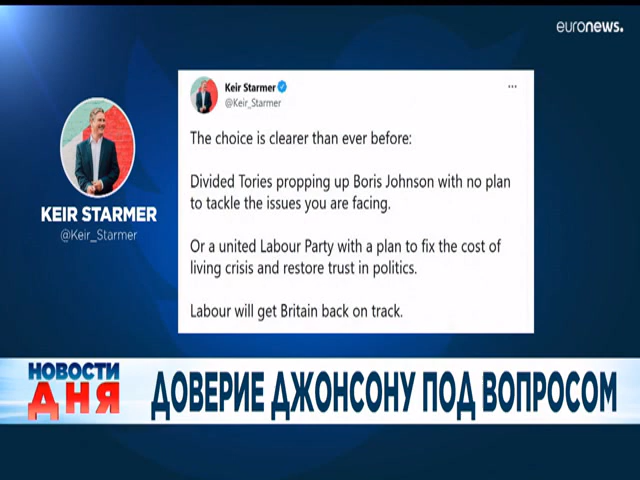 euronews.
Keir Starmer
@Keir_Starmer
...
The choice is clearer than ever before:
Divided Tories propping up Boris Johnson with no plan
to tackle the issues you are facing.
Or a united Labour Party with a plan to fix the cost of
living crisis and restore trust in politics.
Labour will get Britain back on track.
KEIR STARMER
@Keir_Starmer
НОВОСТИ
ДНЯ
ДОВЕРИЕ ДЖОНСОНУ ПОД ВОПРОСОМ